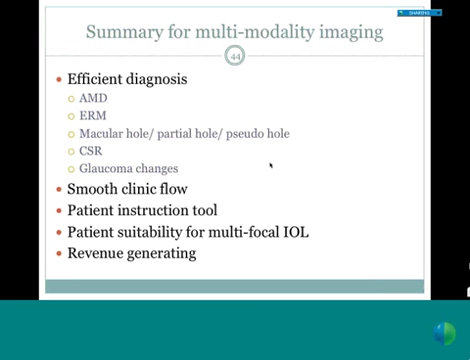 SHARING
Summary for multi-modality imaging
44
Efficient diagnosis
AMD
ERM
Macular hole/ partial hole/ pseudo hole
CSR
Glaucoma changes
Smooth clinic flow
Patient instruction tool
Patient suitability for multi-focal IOL
Revenue generating